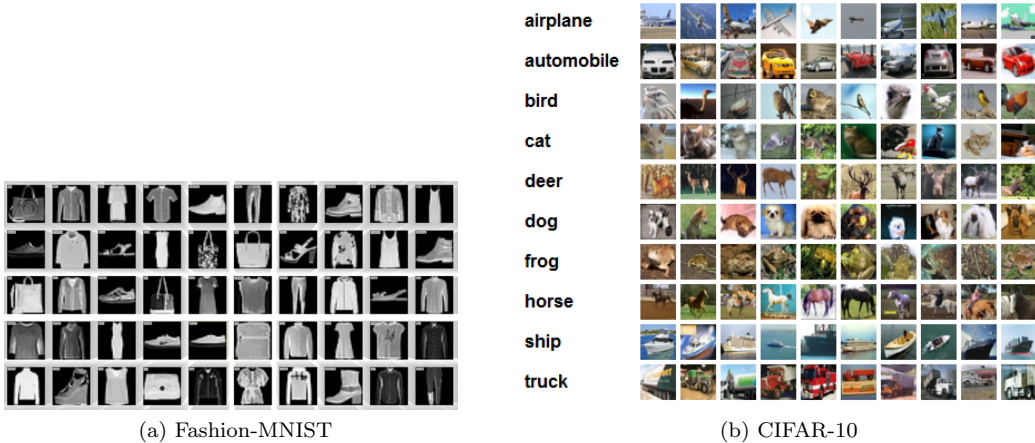 airplane
automobile
bird
cat
deer
dog
frog
horse
ship
truck
(a) Fashion-MNIST
(b) CIFAR-10